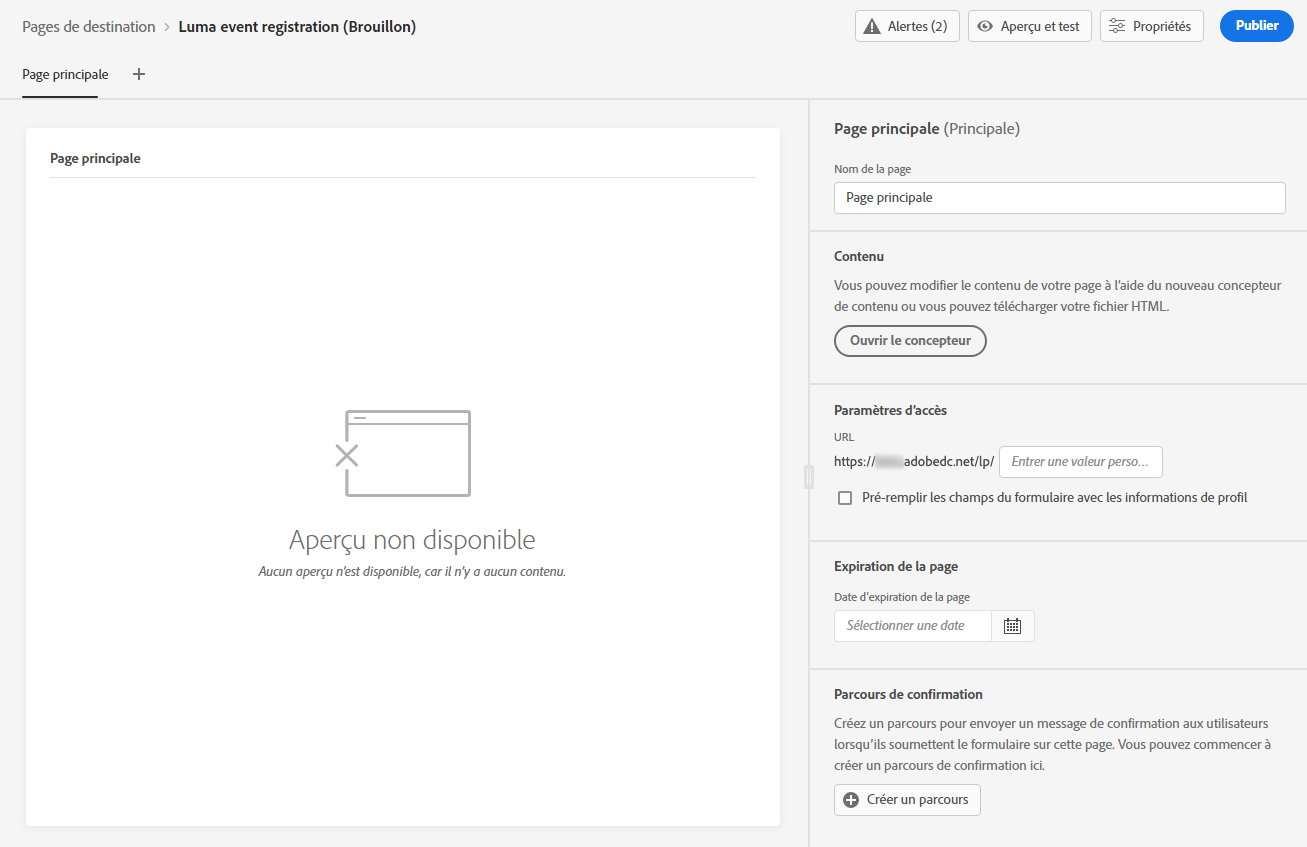 Pages de destination > Luma event registration (Brouillon)
Alertes (2)
Aperçu et test
Propriétés
Publier
Page principale
Page principale
Aperçu non disponible
Aucun aperçu n'est disponible, car il n'y a aucun contenu.
Page principale (Principale)
Nom de la page
Page principale
Contenu
Vous pouvez modifier le contenu de votre page à l'aide du nouveau concepteur
de contenu ou vous pouvez télécharger votre fichier HTML.
Ouvrir le concepteur
Paramètres d'accès
URL
https:// adobedc.net/lp/ Entrer une valeur perso...
Pré-remplir les champs du formulaire avec les informations de profil
Expiration de la page
Date d'expiration de la page
Sélectionner une date
Parcours de confirmation
Créez un parcours pour envoyer un message de confirmation aux utilisateurs
lorsqu'ils soumettent le formulaire sur cette page. Vous pouvez commencer à
créer un parcours de confirmation ici.
Créer un parcours